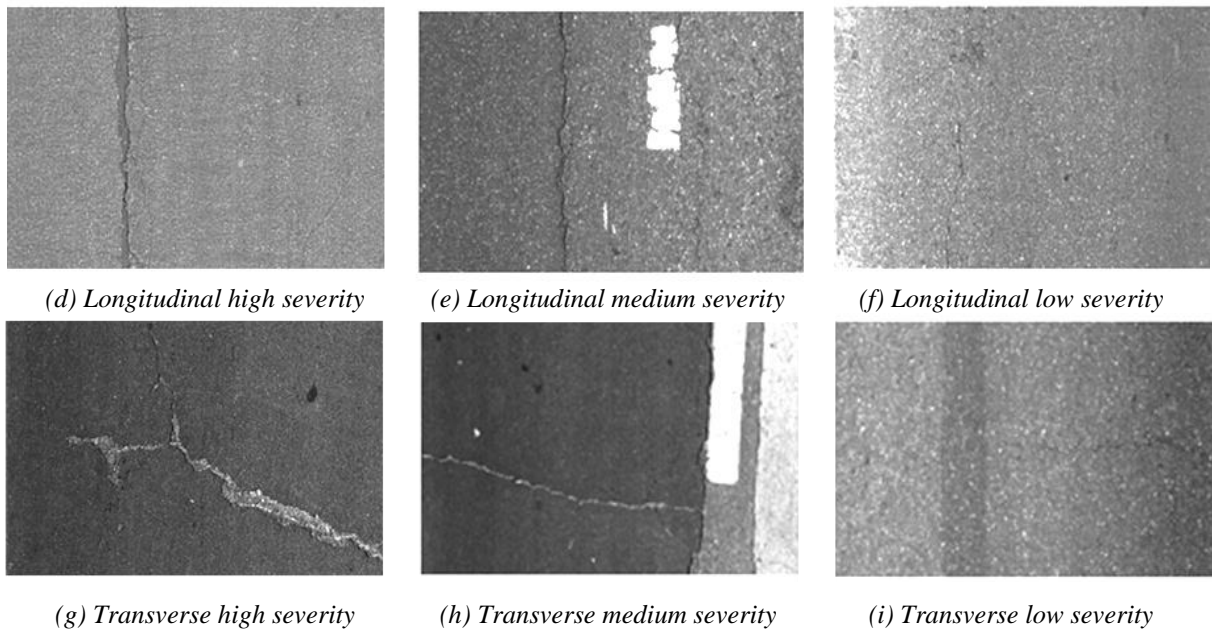 (d) Longitudinal high severity
(e) Longitudinal medium severity
(f) Longitudinal low severity
(g) Transverse high severity
(h) Transverse medium severity
(i) Transverse low severity